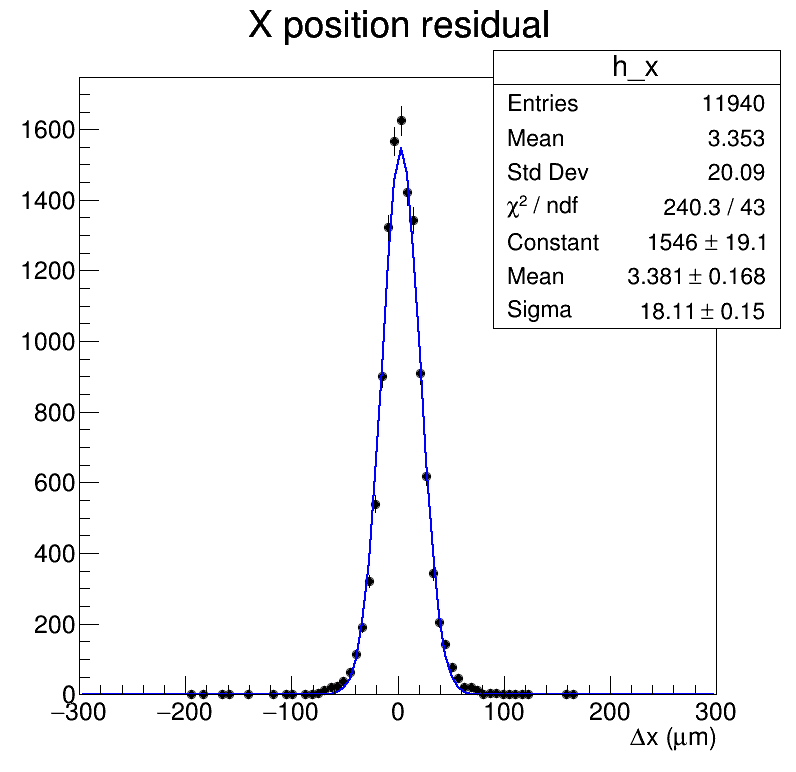 X position residual
h_x
Entries 11940
Mean 3.353
Std Dev 20.09
χ² / ndf 240.3 / 43
Constant 1546 ± 19.1
Mean 3.381 ± 0.168
Sigma 18.11 ± 0.15
1600
1400
1200
1000
800
600
400
200
0
−300 −200 −100 0 100 200 300
Δx (μm)